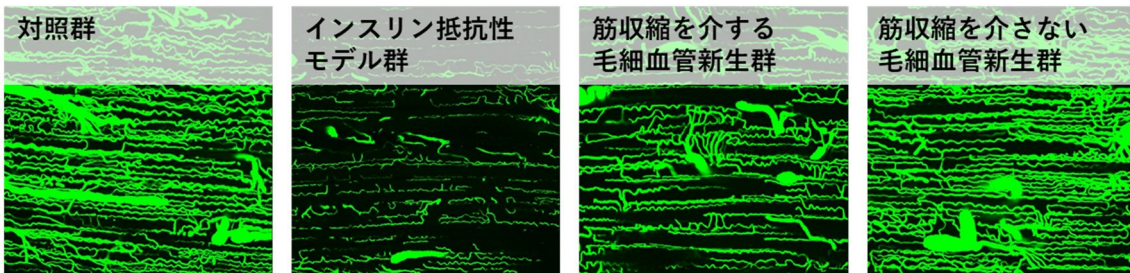 対照群
インスリン抵抗性
モデル群
筋収縮を介する
毛細血管新生群
筋収縮を介さない
毛細血管新生群